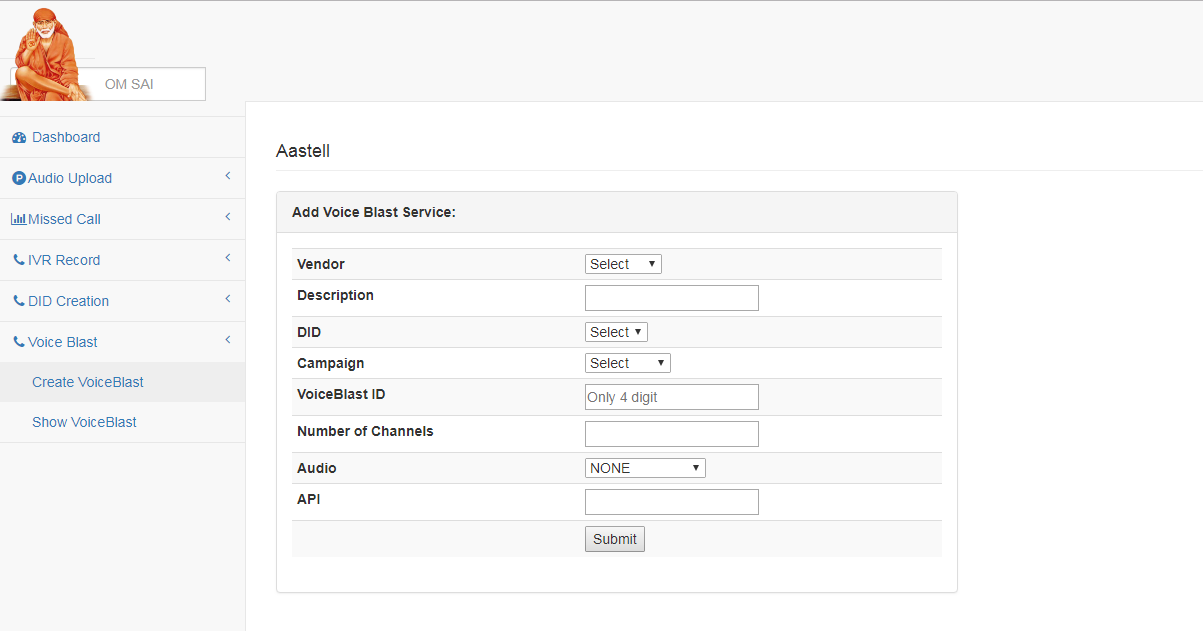 OM SAI
Dashboard
Audio Upload
Missed Call
IVR Record
DID Creation
Voice Blast
Create VoiceBlast
Show VoiceBlast
Aastell
Add Voice Blast Service:
Vendor Select
Description
DID Select
Campaign Select
VoiceBlast ID Only 4 digit
Number of Channels
Audio NONE
API
Submit